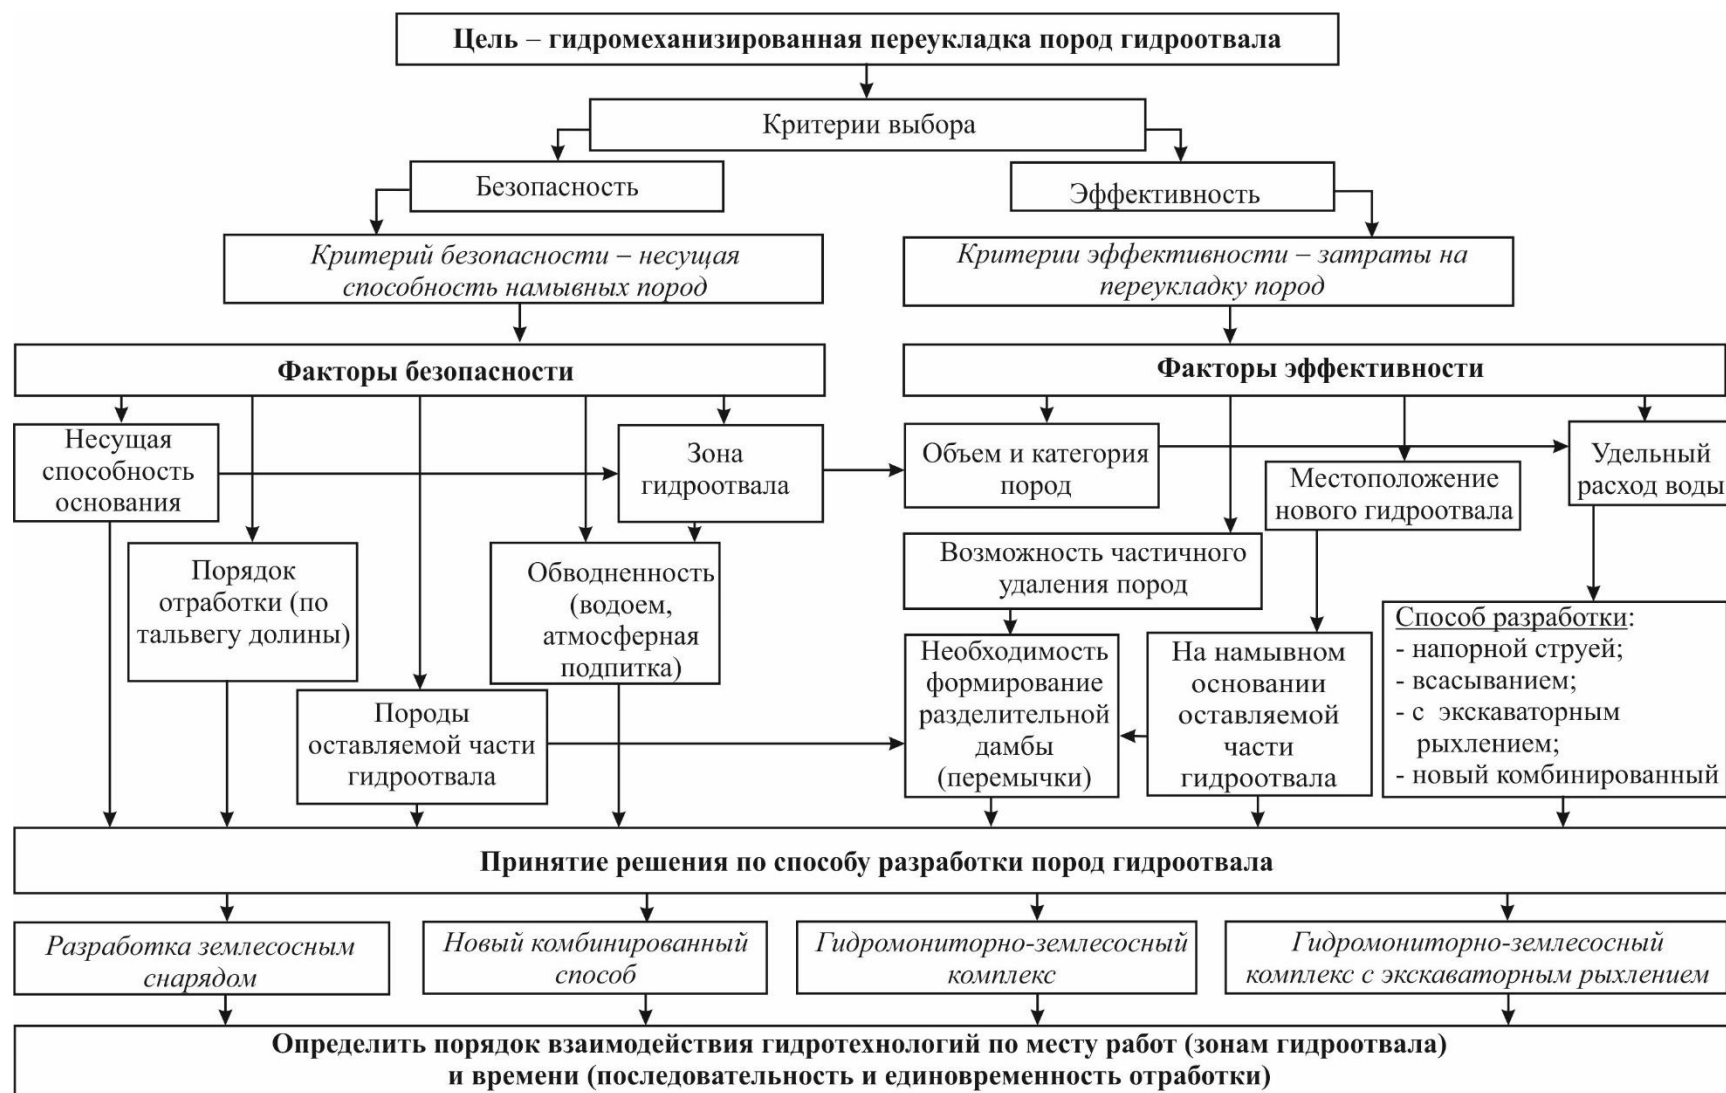 Цель – гидромеханизированная переукладка пород гидроотвала
Критерии выбора
Безопасность
Эффективность
Критерий безопасности – несущая
способность намывных пород
Критерии эффективности – затраты на
переукладку пород
Факторы безопасности
Факторы эффективности
Несущая
способность
основания
Зона
гидроотвала
Объем и категория
пород
Местоположение
нового гидроотвала
Удельный
расход воды
Порядок
отработки (по
тальвегу долины)
Обводненность
(водоем,
атмосферная
подпитка)
Возможность частичного
удаления пород
Породы
оставляемой части
гидроотвала
Необходимость
формирование
разделительной
дамбы
(перемычки)
На намывном
основании
оставляемой
части
гидроотвала
Способ разработки:
- напорной струей;
- всасыванием;
- с экскаваторным
рыхлением;
- новый комбинированный
Принятие решения по способу разработки пород гидроотвала
Разработка землесосным
снарядом
Новый комбинированный
способ
Гидромониторно-землесосный
комплекс
Гидромониторно-землесосный
комплекс с экскаваторным рыхлением
Определить порядок взаимодействия гидротехнологий по месту работ (зонам гидроотвала)
и времени (последовательность и единовременность отработки)